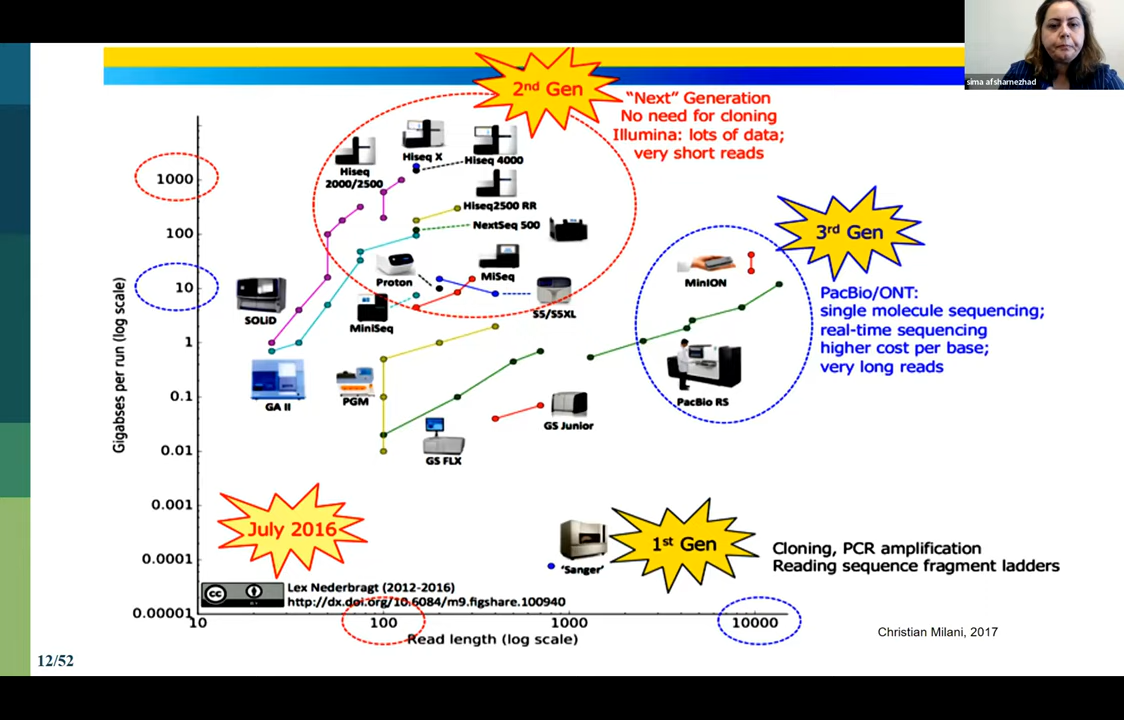 sima afsharnezhad
2nd Gen
"Next" Generation
No need for cloning
Illumina: lots of data;
very short reads
Hiseq X
Hiseq 4000
Hiseq
2000/2500
Hiseq2500 RR
NextSeq 500
Proton
MiSeq
MiniSeq
S5/S5XL
SOLiD
GA II
PGM
GS FLX
GS Junior
3rd Gen
MinION
PacBio RS
PacBio/ONT:
single molecule sequencing;
real-time sequencing
higher cost per base;
very long reads
1000
100
10
1
0.1
0.01
0.001
0.0001
0.00001
Gigabses per run (log scale)
July 2016
'Sanger'
1st Gen
Cloning, PCR amplification
Reading sequence fragment ladders
cc
Lex Nederbragt (2012-2016)
http://dx.doi.org/10.6084/m9.figshare.100940
10
100
1000
10000
Read length (log scale)
Christian Milani, 2017
12/52